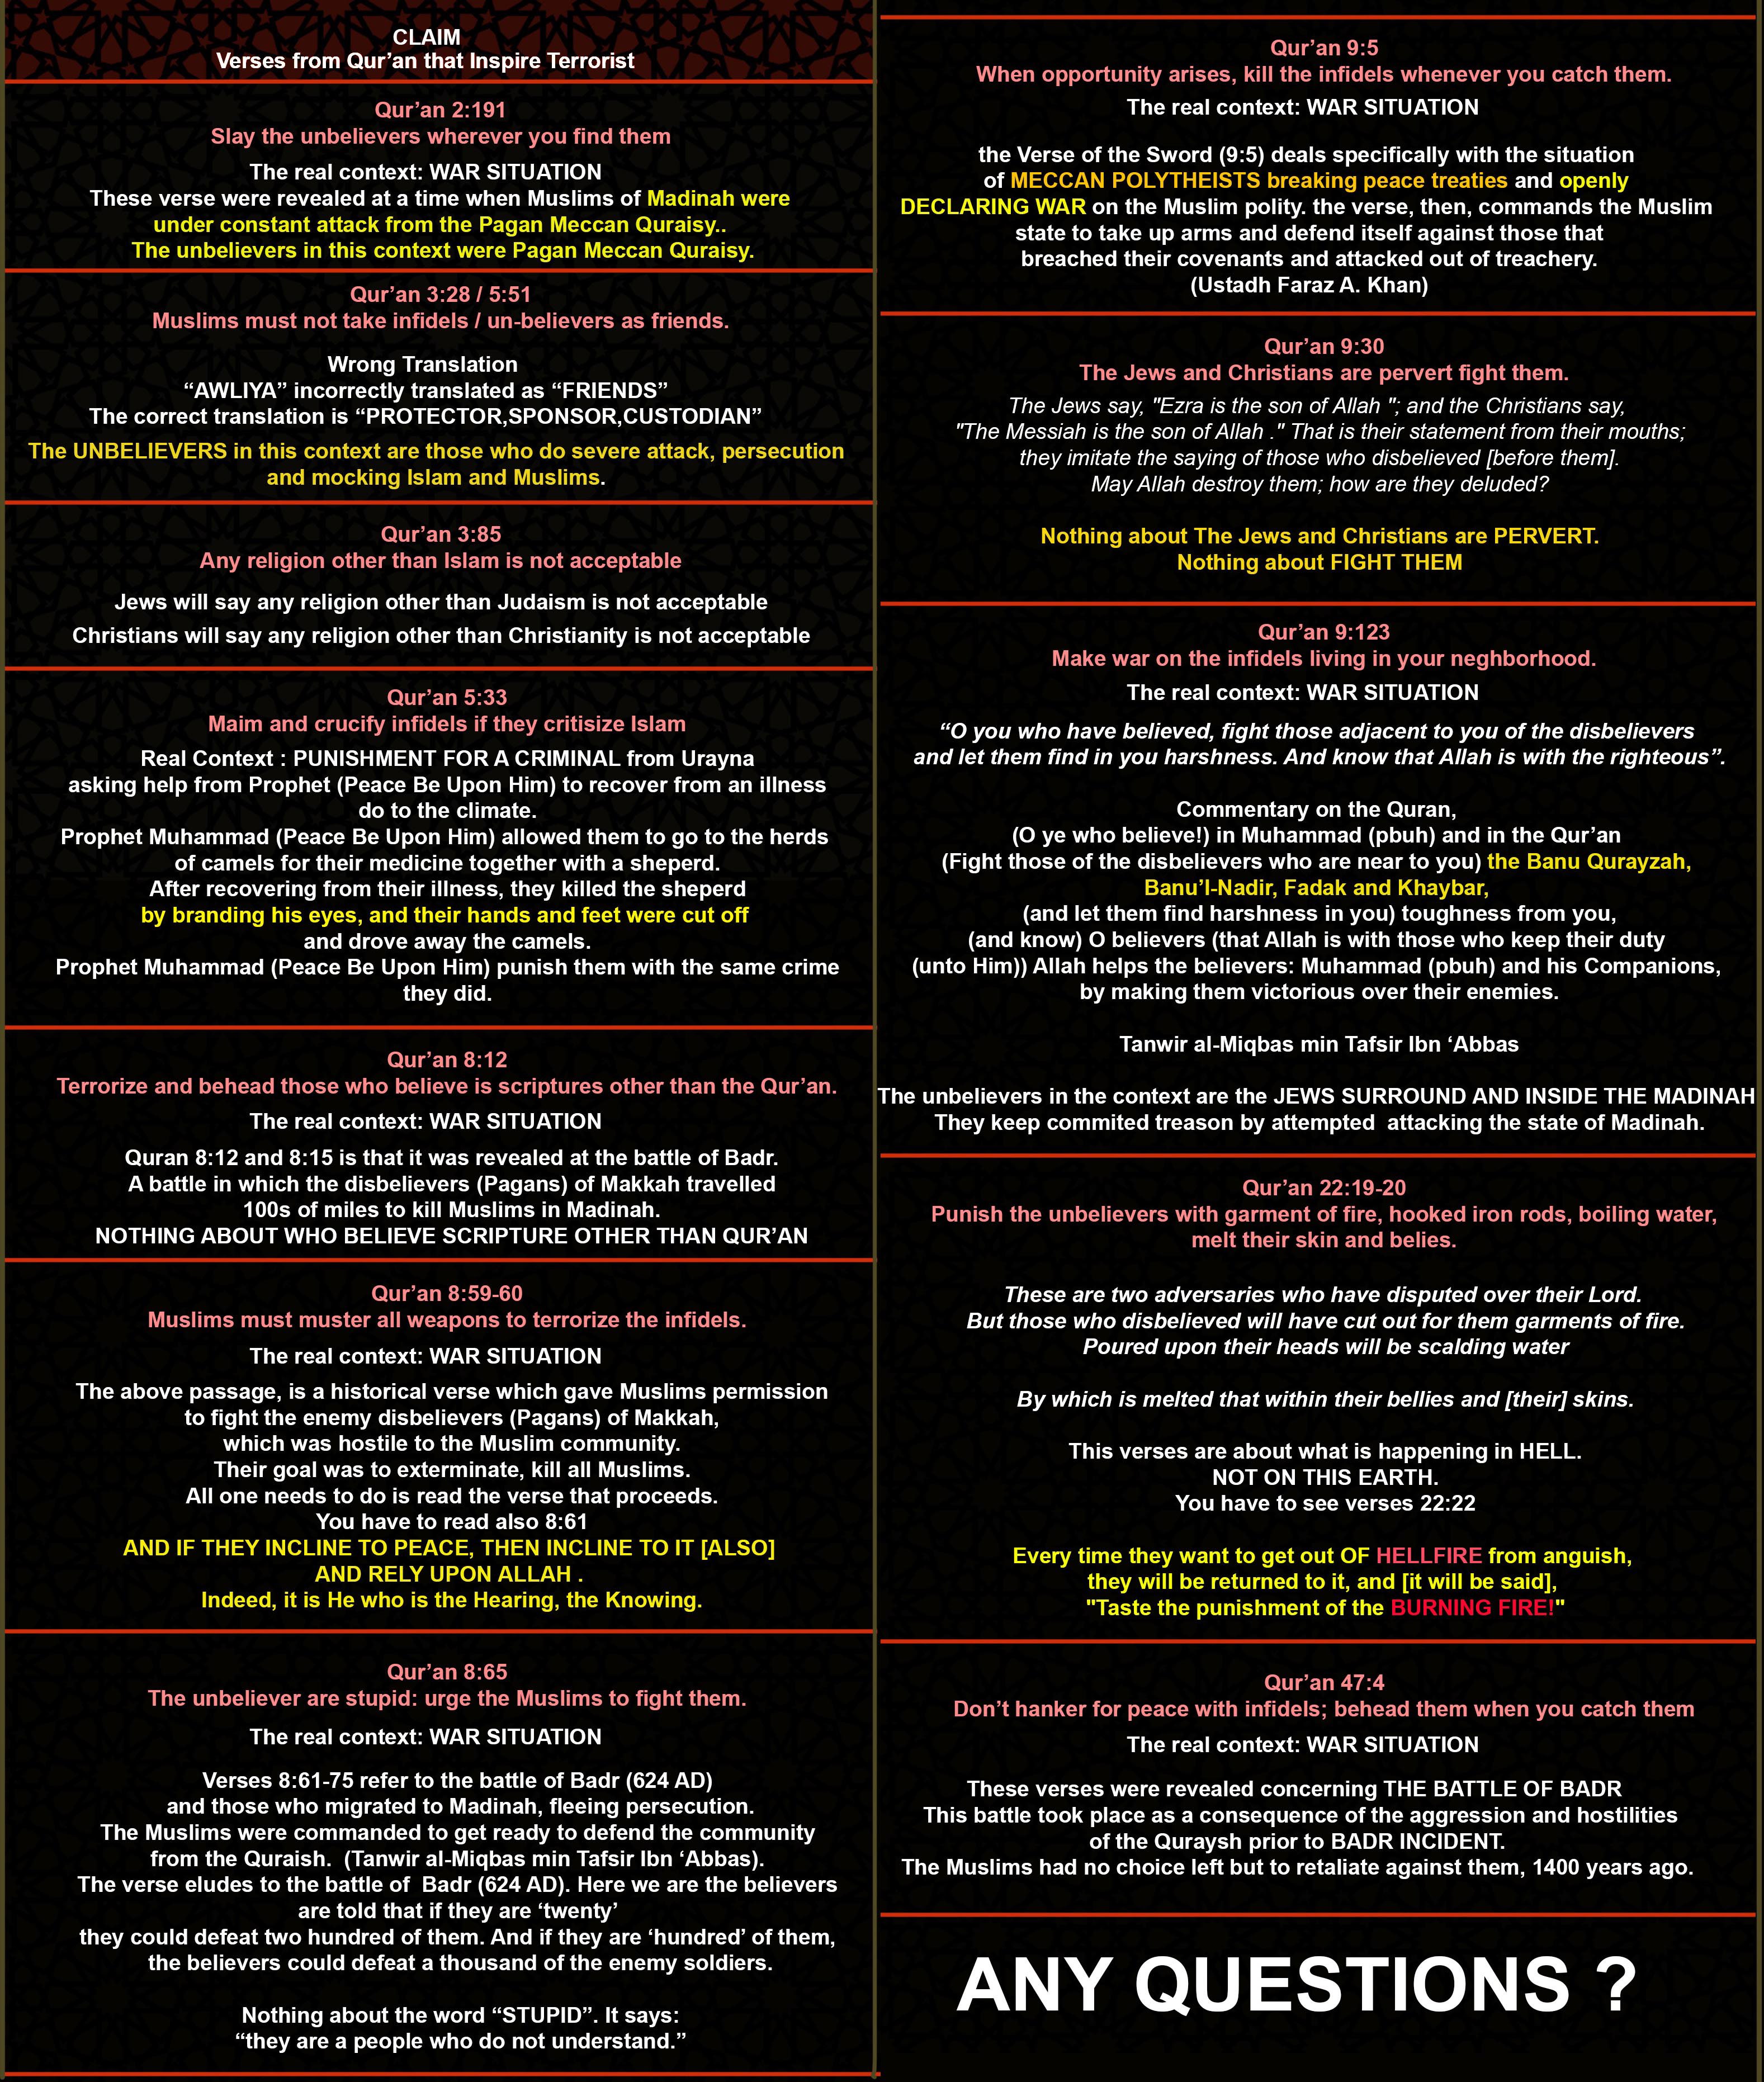 CLAIM
Verses from Qur’an that Inspire Terrorist
Qur’an 2:191
Slay the unbelievers wherever you find them
The real context: WAR SITUATION
These verse were revealed at a time when Muslims of Madinah were
under constant attack from the Pagan Meccan Quraisy..
The unbelievers in this context were Pagan Meccan Quraisy.
Qur’an 3:28 / 5:51
Muslims must not take infidels / un-believers as friends.
Wrong Translation
“AWLIYA” incorrectly translated as “FRIENDS”
The correct translation is “PROTECTOR,SPONSOR,CUSTODIAN”
The UNBELIEVERS in this context are those who do severe attack, persecution
and mocking Islam and Muslims.
Qur’an 3:85
Any religion other than Islam is not acceptable
Jews will say any religion other than Judaism is not acceptable
Christians will say any religion other than Christianity is not acceptable
Qur’an 5:33
Maim and crucify infidels if they critisize Islam
Real Context : PUNISHMENT FOR A CRIMINAL from Urayna
asking help from Prophet (Peace Be Upon Him) to recover from an illness
do to the climate.
Prophet Muhammad (Peace Be Upon Him) allowed them to go to the herds
of camels for their medicine together with a sheperd.
After recovering from their illness, they killed the sheperd
by branding his eyes, and their hands and feet were cut off
and drove away the camels.
Prophet Muhammad (Peace Be Upon Him) punish them with the same crime
they did.
Qur’an 8:12
Terrorize and behead those who believe is scriptures other than the Qur’an.
The real context: WAR SITUATION
Quran 8:12 and 8:15 is that it was revealed at the battle of Badr.
A battle in which the disbelievers (Pagans) of Makkah travelled
100s of miles to kill Muslims in Madinah.
NOTHING ABOUT WHO BELIEVE SCRIPTURE OTHER THAN QUR’AN
Qur’an 8:59-60
Muslims must muster all weapons to terrorize the infidels.
The real context: WAR SITUATION
The above passage, is a historical verse which gave Muslims permission
to fight the enemy disbelievers (Pagans) of Makkah,
which was hostile to the Muslim community.
Their goal was to exterminate, kill all Muslims.
All one needs to do is read the verse that proceeds.
You have to read also 8:61
AND IF THEY INCLINE TO PEACE, THEN INCLINE TO IT [ALSO]
AND RELY UPON ALLAH .
Indeed, it is He who is the Hearing, the Knowing.
Qur’an 8:65
The unbeliever are stupid: urge the Muslims to fight them.
The real context: WAR SITUATION
Verses 8:61-75 refer to the battle of Badr (624 AD)
and those who migrated to Madinah, fleeing persecution.
The Muslims were commanded to get ready to defend the community
from the Quraish.  (Tanwir al-Miqbas min Tafsir Ibn ‘Abbas).
The verse eludes to the battle of  Badr (624 AD). Here we are the believers
are told that if they are ‘twenty’
they could defeat two hundred of them. And if they are ‘hundred’ of them,
the believers could defeat a thousand of the enemy soldiers.
Nothing about the word “STUPID”. It says:
“they are a people who do not understand.”
Qur’an 9:5
When opportunity arises, kill the infidels whenever you catch them.
The real context: WAR SITUATION
the Verse of the Sword (9:5) deals specifically with the situation
of MECCAN POLYTHEISTS breaking peace treaties and openly
DECLARING WAR on the Muslim polity. the verse, then, commands the Muslim
state to take up arms and defend itself against those that
breached their covenants and attacked out of treachery.
(Ustadh Faraz A. Khan)
Qur’an 9:30
The Jews and Christians are pervert fight them.
The Jews say, "Ezra is the son of Allah "; and the Christians say,
"The Messiah is the son of Allah ." That is their statement from their mouths;
they imitate the saying of those who disbelieved [before them].
May Allah destroy them; how are they deluded?
Nothing about The Jews and Christians are PERVERT.
Nothing about FIGHT THEM
Qur’an 9:123
Make war on the infidels living in your neghborhood.
The real context: WAR SITUATION
“O you who have believed, fight those adjacent to you of the disbelievers
and let them find in you harshness. And know that Allah is with the righteous”.
Commentary on the Quran,
(O ye who believe!) in Muhammad (pbuh) and in the Qur’an
(Fight those of the disbelievers who are near to you) the Banu Qurayzah,
Banu’l-Nadir, Fadak and Khaybar,
(and let them find harshness in you) toughness from you,
(and know) O believers (that Allah is with those who keep their duty
(unto Him)) Allah helps the believers: Muhammad (pbuh) and his Companions,
by making them victorious over their enemies.
Tanwir al-Miqbas min Tafsir Ibn ‘Abbas
The unbelievers in the context are the JEWS SURROUND AND INSIDE THE MADINAH
They keep commited treason by attempted  attacking the state of Madinah.
Qur’an 22:19-20
Punish the unbelievers with garment of fire, hooked iron rods, boiling water,
melt their skin and belies.
These are two adversaries who have disputed over their Lord.
But those who disbelieved will have cut out for them garments of fire.
Poured upon their heads will be scalding water
By which is melted that within their bellies and [their] skins.
This verses are about what is happening in HELL.
NOT ON THIS EARTH.
You have to see verses 22:22
Every time they want to get out OF HELLFIRE from anguish,
they will be returned to it, and [it will be said],
"Taste the punishment of the BURNING FIRE!"
Qur’an 47:4
Don’t hanker for peace with infidels; behead them when you catch them
The real context: WAR SITUATION
These verses were revealed concerning THE BATTLE OF BADR
This battle took place as a consequence of the aggression and hostilities
of the Quraysh prior to BADR INCIDENT.
The Muslims had no choice left but to retaliate against them, 1400 years ago.
ANY QUESTIONS ?